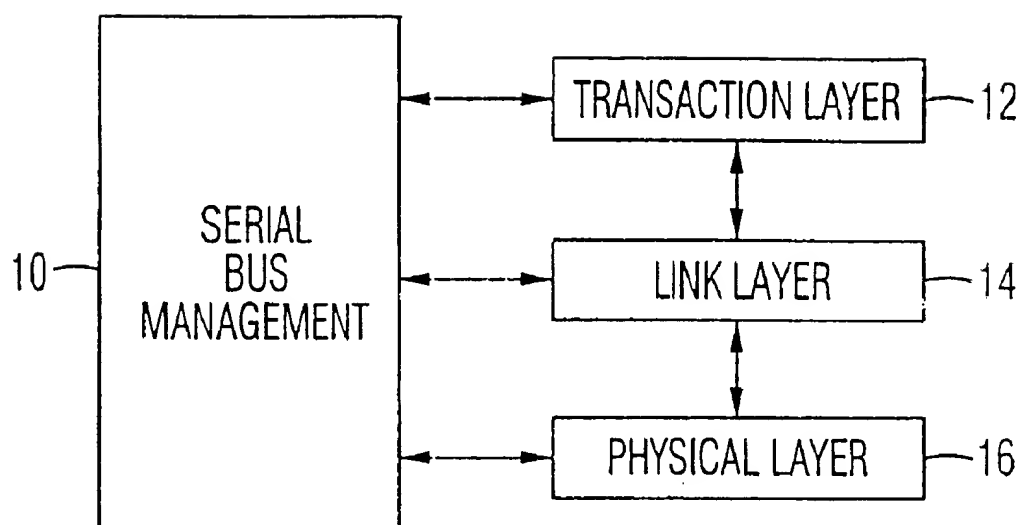 TRANSACTION LAYER
12
SERIAL
BUS
MANAGEMENT
10
LINK LAYER
14
PHYSICAL LAYER
16